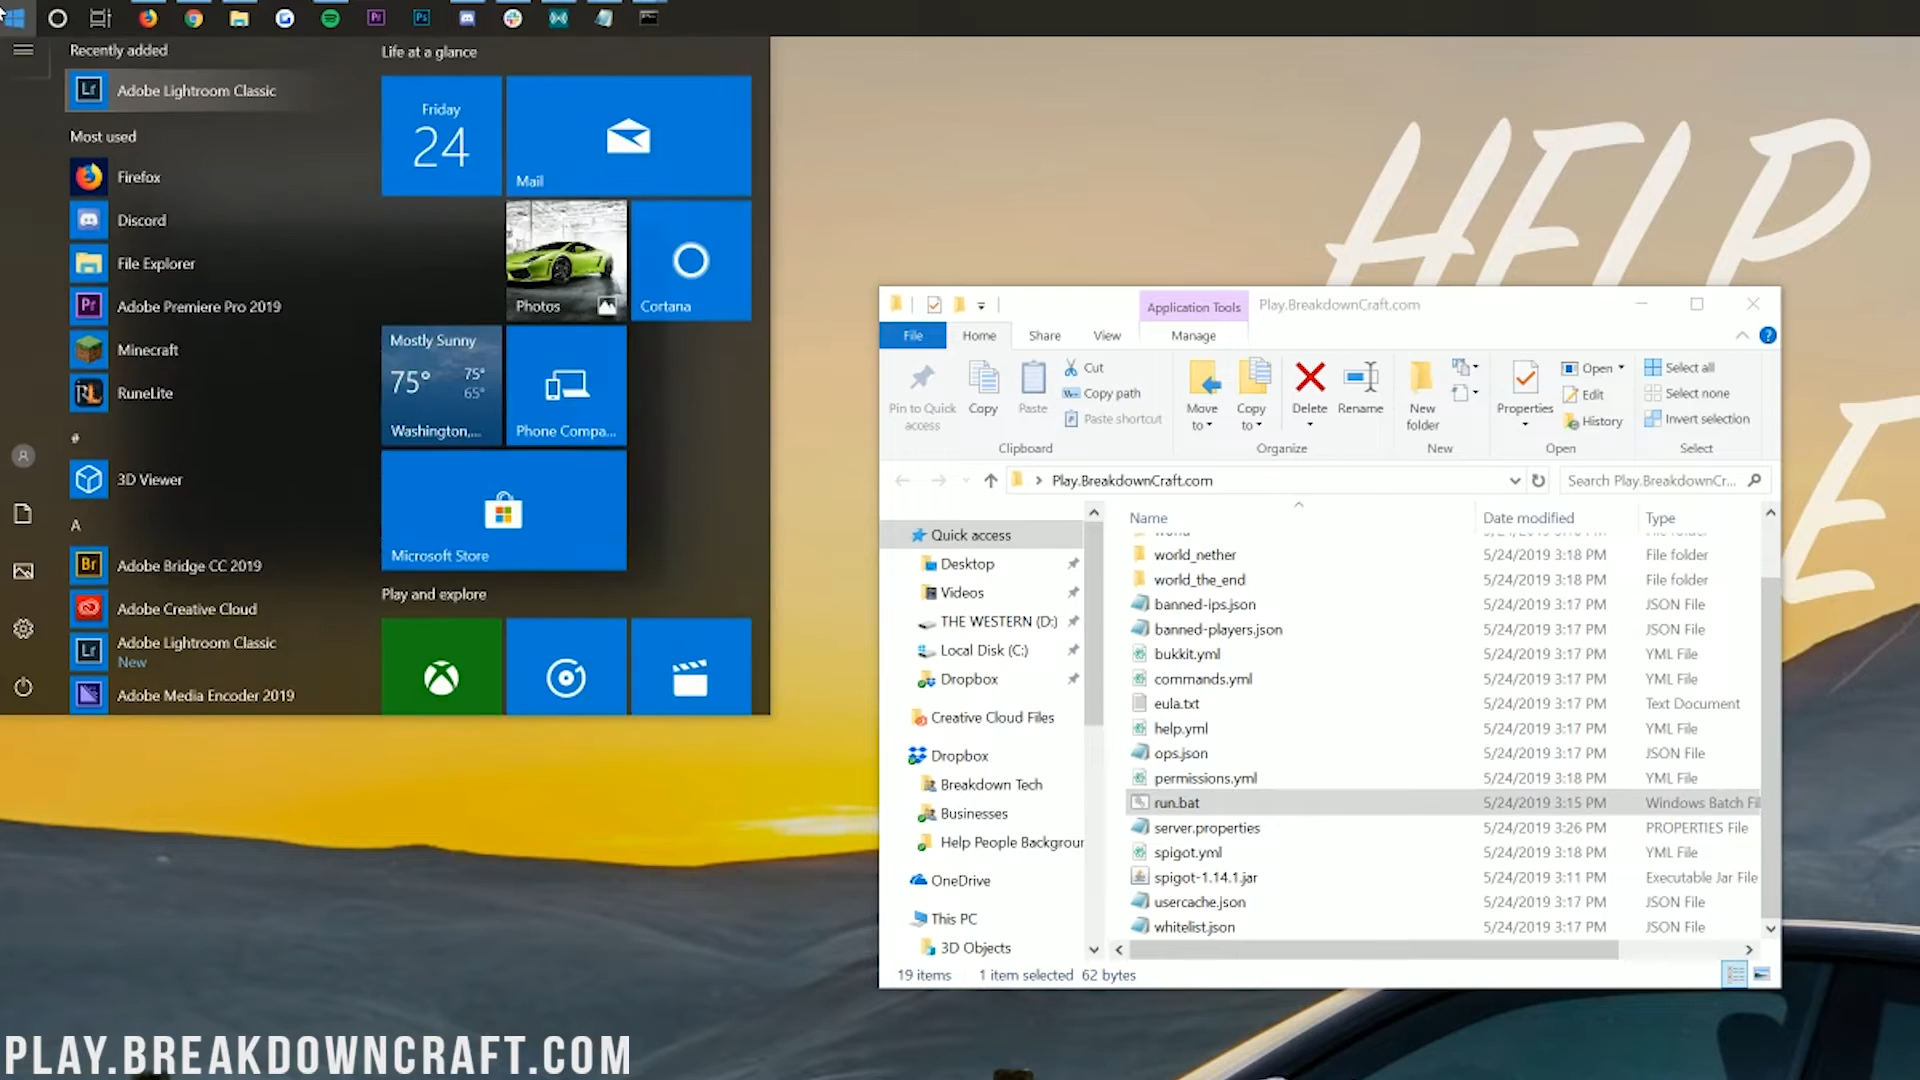 Recently added
Adobe Lightroom Classic
Most used
Firefox
Discord
File Explorer
Adobe Premiere Pro 2019
Minecraft
RuneLite
#
3D Viewer
A
Adobe Bridge CC 2019
Adobe Creative Cloud
Adobe Lightroom Classic
New
Adobe Media Encoder 2019
Life at a glance
Friday
24
Mail
Photos
Cortana
Mostly Sunny
75° 75°
65°
Washington,...
Phone Compa...
Microsoft Store
Play and explore
HELP
E
Application Tools Play.BreakdownCraft.com
File Home Share View Manage
Pin to Quick access
Copy
Paste
Cut
Copy path
Paste shortcut
Clipboard
Move to
Copy to
Delete
Rename
Organize
New folder
New
Properties
Open
Edit
History
Open
Select all
Select none
Invert selection
Select
Play.BreakdownCraft.com
Search Play.BreakdownCr...
Quick access
Desktop
Videos
THE WESTERN (D:)
Local Disk (C:)
Dropbox
Creative Cloud Files
Dropbox
Breakdown Tech
Businesses
Help People Backgroun
OneDrive
This PC
3D Objects
Name Date modified Type
world_nether 5/24/2019 3:18 PM File folder
world_the_end 5/24/2019 3:18 PM File folder
banned-ips.json 5/24/2019 3:17 PM JSON File
banned-players.json 5/24/2019 3:17 PM JSON File
bukkit.yml 5/24/2019 3:17 PM YML File
commands.yml 5/24/2019 3:17 PM YML File
eula.txt 5/24/2019 3:17 PM Text Document
help.yml 5/24/2019 3:17 PM YML File
ops.json 5/24/2019 3:17 PM JSON File
permissions.yml 5/24/2019 3:18 PM YML File
run.bat 5/24/2019 3:15 PM Windows Batch Fil
server.properties 5/24/2019 3:26 PM PROPERTIES File
spigot.yml 5/24/2019 3:18 PM YML File
spigot-1.14.1.jar 5/24/2019 3:11 PM Executable Jar File
usercache.json 5/24/2019 3:17 PM JSON File
whitelist.json 5/24/2019 3:17 PM JSON File
19 items 1 item selected 62 bytes
PLAY.BREAKDOWNCRAFT.COM